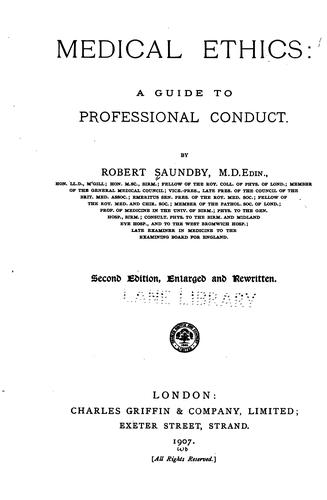 MEDICAL ETHICS:
A GUIDE TO
PROFESSIONAL CONDUCT.
BY
ROBERT SAUNDBY, M.D.EDIN.,
HON. LL.D., M'GILL; HON. M.SC., BIRM.; FELLOW OF THE ROY. COLL. OF PHYS. OF LOND.; MEMBER
OF THE GENERAL MEDICAL COUNCIL; VICE-PRES., LATE PRES. OF THE COUNCIL OF THE
BRIT. MED. ASSOC.; EMERITUS SEN. PRES. OF THE ROY. MED. SOC.; FELLOW OF
THE ROY. MED. AND CHIR. SOC.; MEMBER OF THE PATHOL. SOC. OF LOND.;
PROF. OF MEDICINE IN THE UNIV. OF BIRM.; PHYS. TO THE GEN.
HOSP., BIRM.; CONSULT. PHYS. TO THE BIRM. AND MIDLAND
EYE HOSP., AND TO THE WEST BROMWICH HOSP.;
LATE EXAMINER IN MEDICINE TO THE
EXAMINING BOARD FOR ENGLAND.
Second Edition, Enlarged and Rewritten.
LANE LIBRARY
LONDON:
CHARLES GRIFFIN & COMPANY, LIMITED;
EXETER STREET, STRAND.
1907.
[All Rights Reserved.]